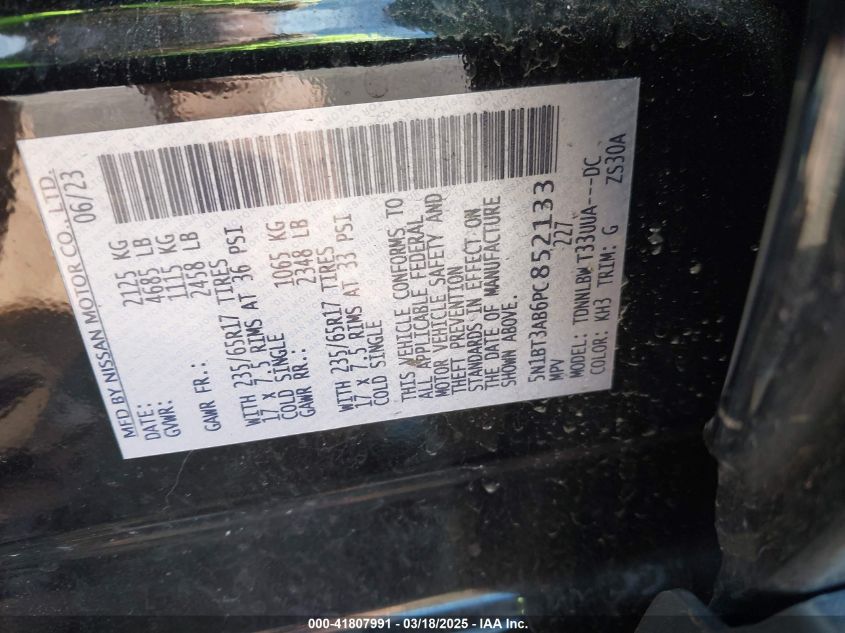 MFD BY NISSAN MOTOR CO., LTD.
DATE: 06/23
GVWR: 2125 KG
4685 LB
GAWR FR.: 1115 KG
2458 LB
WITH 235/65R17 TIRES
17 X 7.5 RIMS AT 36 PSI
COLD SINGLE
GAWR RR.: 1065 KG
2348 LB
WITH 235/65R17 TIRES
17 X 7.5 RIMS AT 33 PSI
COLD SINGLE
THIS VEHICLE CONFORMS TO
ALL APPLICABLE FEDERAL
MOTOR VEHICLE SAFETY AND
THEFT PREVENTION
STANDARDS IN EFFECT ON
THE DATE OF MANUFACTURE
SHOWN ABOVE.
5N1BT3AB6PC852133
MPV 227
MODEL: TDNNLBWT33UUA---DC
COLOR: KH3 TRIM: G ZS30A
000-41807991 — 03/18/2025 — IAA Inc.